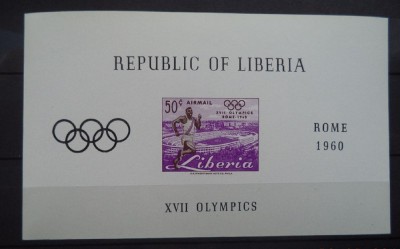 REPUBLIC OF LIBERIA
50¢ AIRMAIL
XVII OLYMPICS
ROME 1960
Liberia
ROME
1960
XVII OLYMPICS